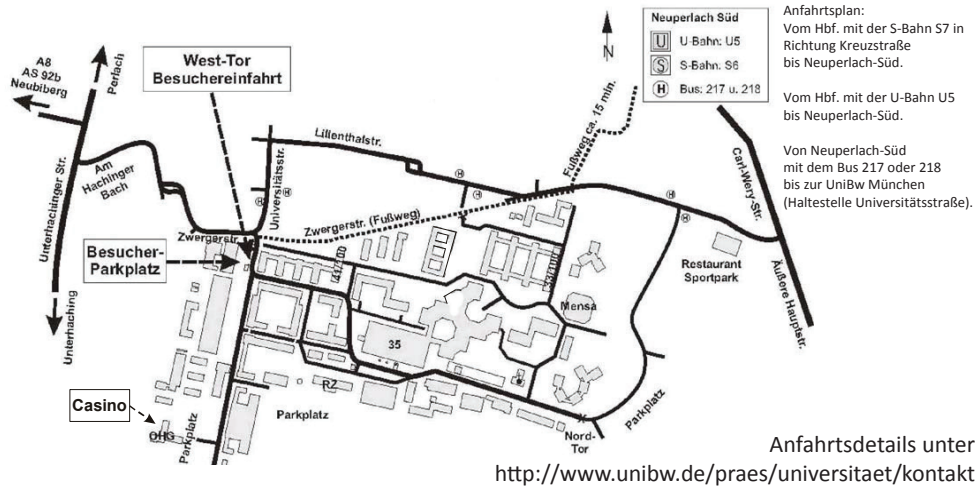 A8
AS 92b
Neubiberg
Perlach
West-Tor
Besuchereinfahrt
N
Neuperlach Süd
U U-Bahn: U5
S S-Bahn: S6
H Bus: 217 u. 218
Anfahrtsplan:
Vom Hbf. mit der S-Bahn S7 in
Richtung Kreuzstraße
bis Neuperlach-Süd.
Vom Hbf. mit der U-Bahn U5
bis Neuperlach-Süd.
Von Neuperlach-Süd
mit dem Bus 217 oder 218
bis zur UniBw München
(Haltestelle Universitätsstraße).
Fußweg ca. 15 min.
Lilienthalstr.
Am
Hachinger
Bach
Unterhachinger Str.
Universitätsstr.
H
H
H
H
H
H
Carl-Wery-Str.
Zwergerstr.
Zwergerstr. (Fußweg)
Besucher-
Parkplatz
41/100
33/100
Restaurant
Sportpark
Äußere Hauptstr.
Mensa
Unterhaching
35
RZ
Casino
OHG
Parkplatz
Parkplatz
Parkplatz
Nord-
Tor
Anfahrtsdetails unter
http://www.unibw.de/praes/universitaet/kontakt